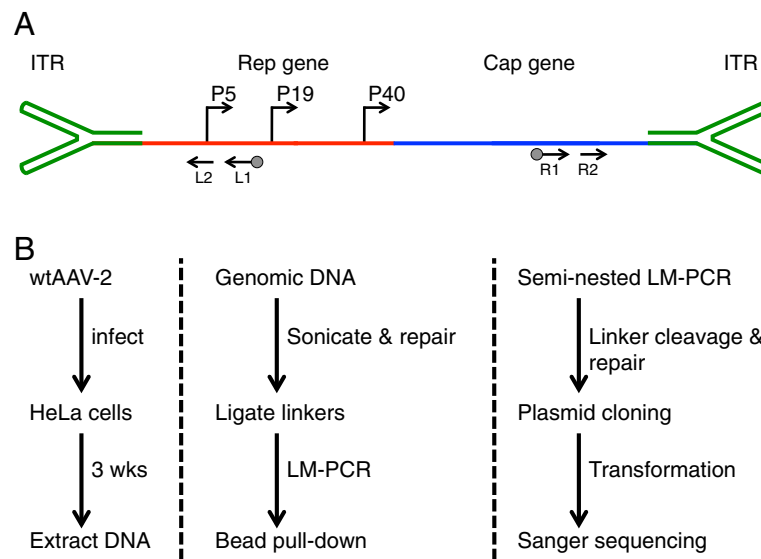 A
ITR Rep gene Cap gene ITR
P5 P19 P40
L2 L1 R1 R2
B
wtAAV-2 Genomic DNA Semi-nested LM-PCR
infect Sonicate & repair Linker cleavage &
repair
HeLa cells Ligate linkers Plasmid cloning
3 wks LM-PCR Transformation
Extract DNA Bead pull-down Sanger sequencing